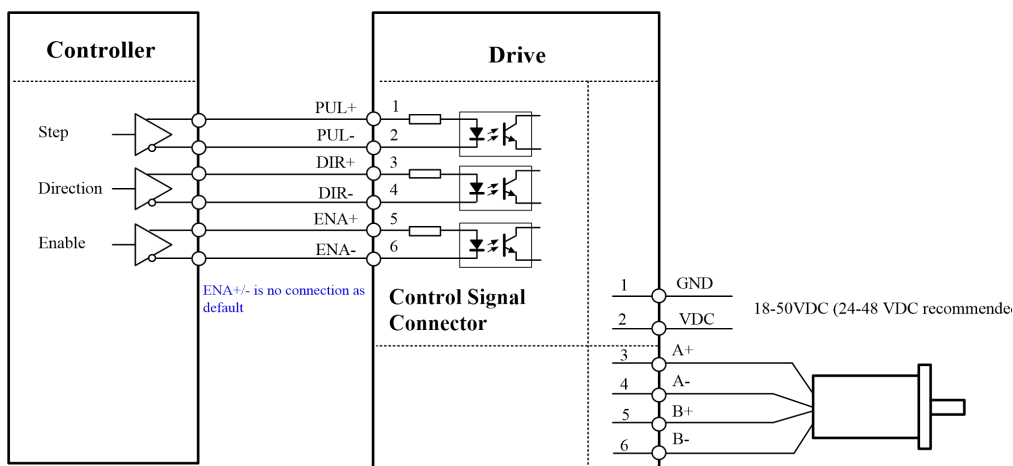 Controller
Drive
Step
Direction
Enable
PUL+ 1
PUL- 2
DIR+ 3
DIR- 4
ENA+ 5
ENA- 6
ENA+/- is no connection as
default
Control Signal
Connector
1 GND
2 VDC
18-50VDC (24-48 VDC recommende
3 A+
4 A-
5 B+
6 B-